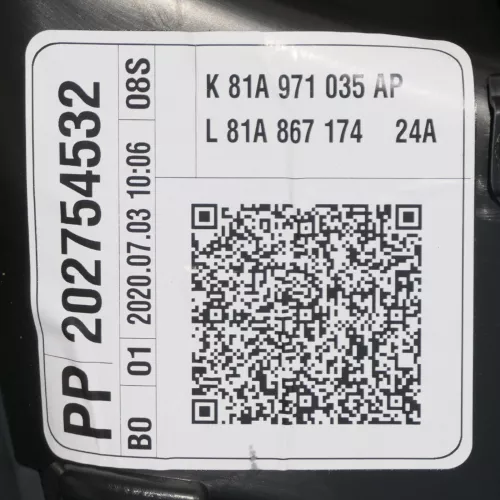 K 81A 971 035 AP
L 81A 867 174 24A
PP 202754532
B0 01 2020.07.03 10:06 08S